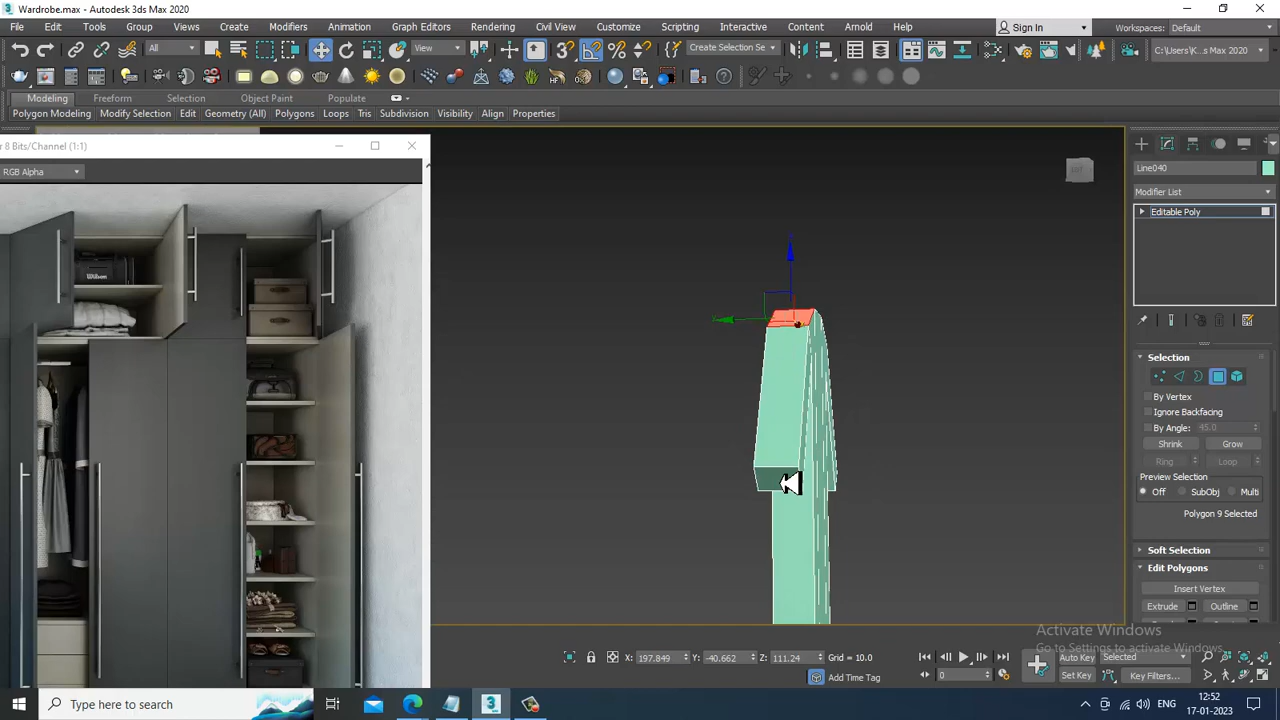 Wardrobe.max - Autodesk 3ds Max 2020
File Edit Tools Group Views Create Modifiers Animation Graph Editors Rendering Civil View Customize Scripting Interactive Content Arnold Help
Sign In
Workspaces: Default
All
View
Create Selection Se
C:\Users\K...s Max 2020
Modeling Freeform Selection Object Paint Populate
Polygon Modeling Modify Selection Edit Geometry (All) Polygons Loops Tris Subdivision Visibility Align Properties
r 8 Bits/Channel (1:1)
RGB Alpha
Line040
Modifier List
Editable Poly
Selection
By Vertex
Ignore Backfacing
By Angle: 45.0
Shrink Grow
Ring Loop
Preview Selection
Off SubObj Multi
Polygon 9 Selected
Soft Selection
Edit Polygons
Insert Vertex
Extrude Outline
Activate Windows
Go to Settings to activate Windows.
X: 197.849 Y: -40.662 Z: 111.24 Grid = 10.0
Add Time Tag
0
Auto Key Selected
Set Key Key Filters...
Type here to search
ENG
12:52
17-01-2023